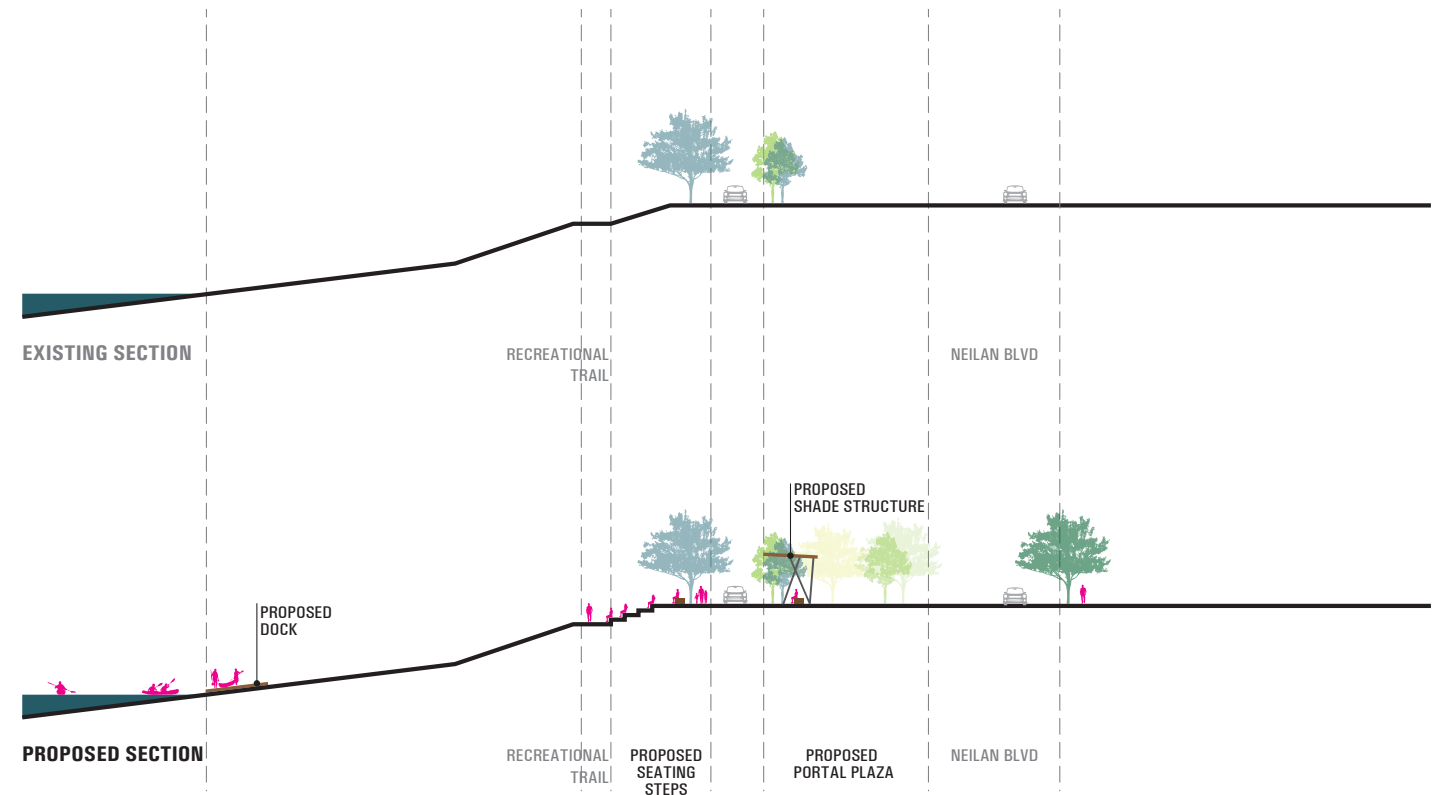 EXISTING SECTION
RECREATIONAL
TRAIL
NEILAN BLVD
PROPOSED
SHADE STRUCTURE
PROPOSED
DOCK
PROPOSED SECTION
RECREATIONAL
TRAIL
PROPOSED
SEATING
STEPS
PROPOSED
PORTAL PLAZA
NEILAN BLVD